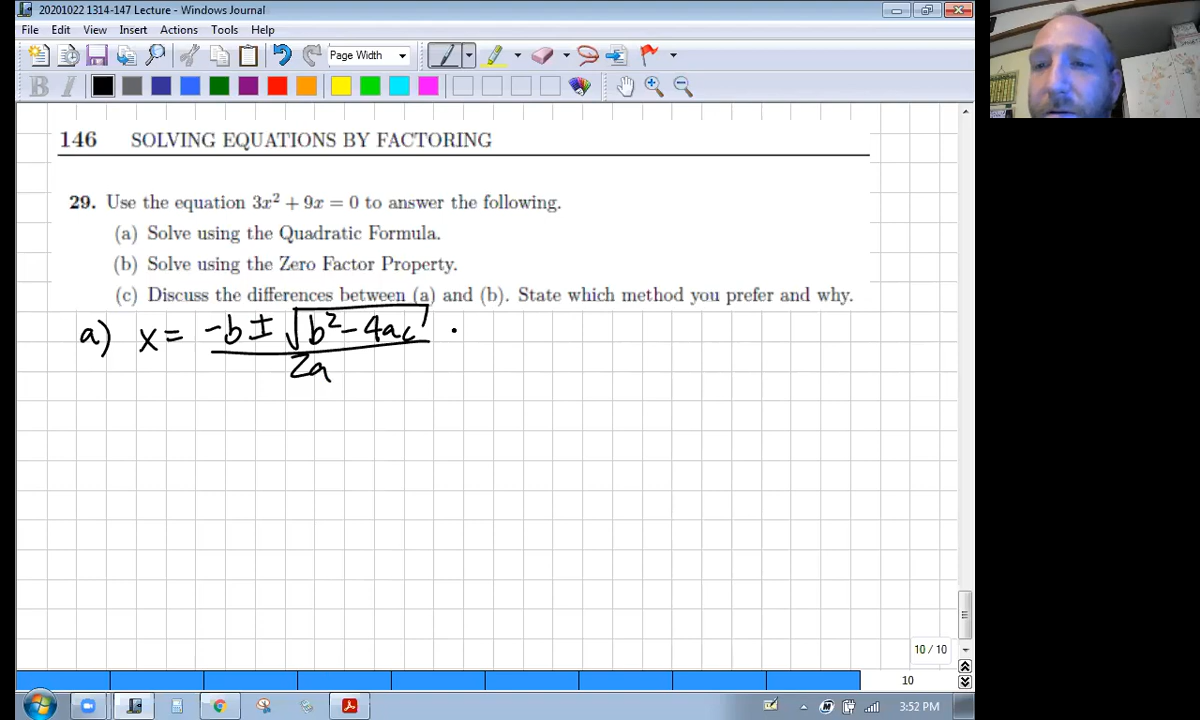 20201022 1314-147 Lecture - Windows Journal
File Edit View Insert Actions Tools Help
Page Width
B I
146 SOLVING EQUATIONS BY FACTORING
29. Use the equation 3x² + 9x = 0 to answer the following.
(a) Solve using the Quadratic Formula.
(b) Solve using the Zero Factor Property.
(c) Discuss the differences between (a) and (b). State which method you prefer and why.
a) x = -b ± √b² - 4ac
2a
10 / 10
10
3:52 PM